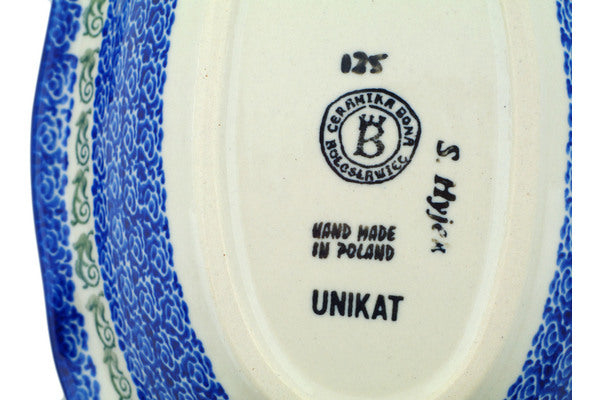 125
CERAMIKA BONA
B
BOLESŁAWIEC
S. Hyjek
HAND MADE
IN POLAND
UNIKAT